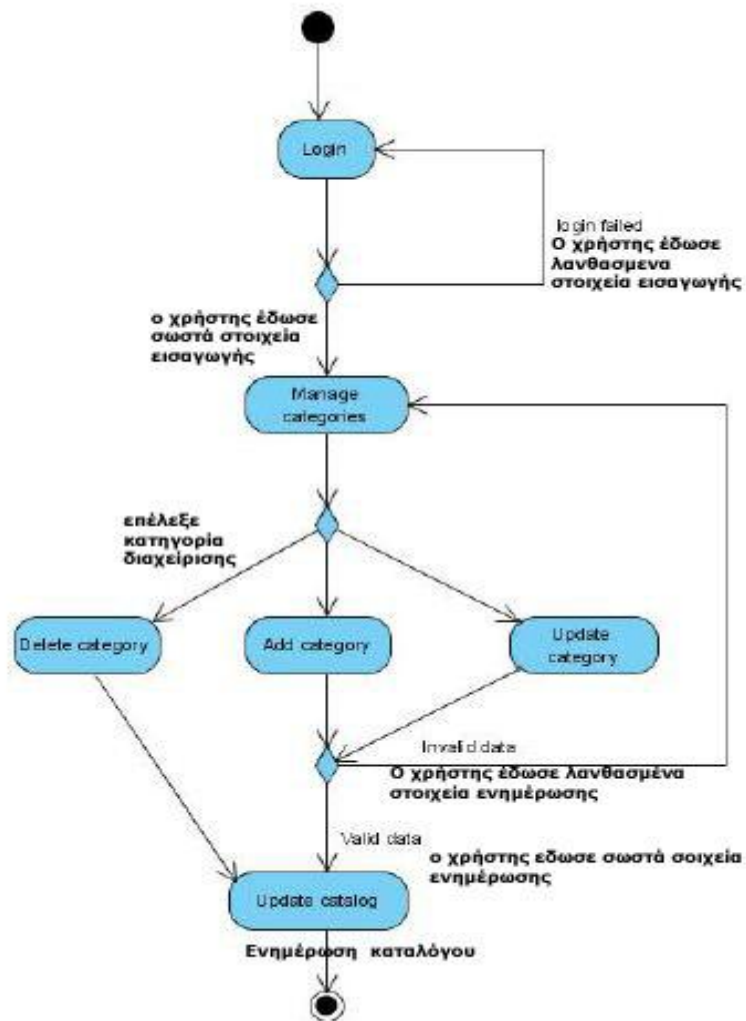 Login
login failed
Ο χρήστης έδωσε
λανθασμενα
στοιχεία εισαγωγής
ο χρήστης έδωσε
σωστά στοιχεία
εισαγωγής
Manage
categories
επέλεξε
κατηγορία
διαχείρισης
Delete category
Add category
Update
category
Invalid data
Ο χρήστης έδωσε λανθασμένα
στοιχεία ενημέρωσης
Valid data
ο χρήστης εδωσε σωστά σοιχεία
ενημέρωσης
Update catalog
Ενημέρωση καταλόγου